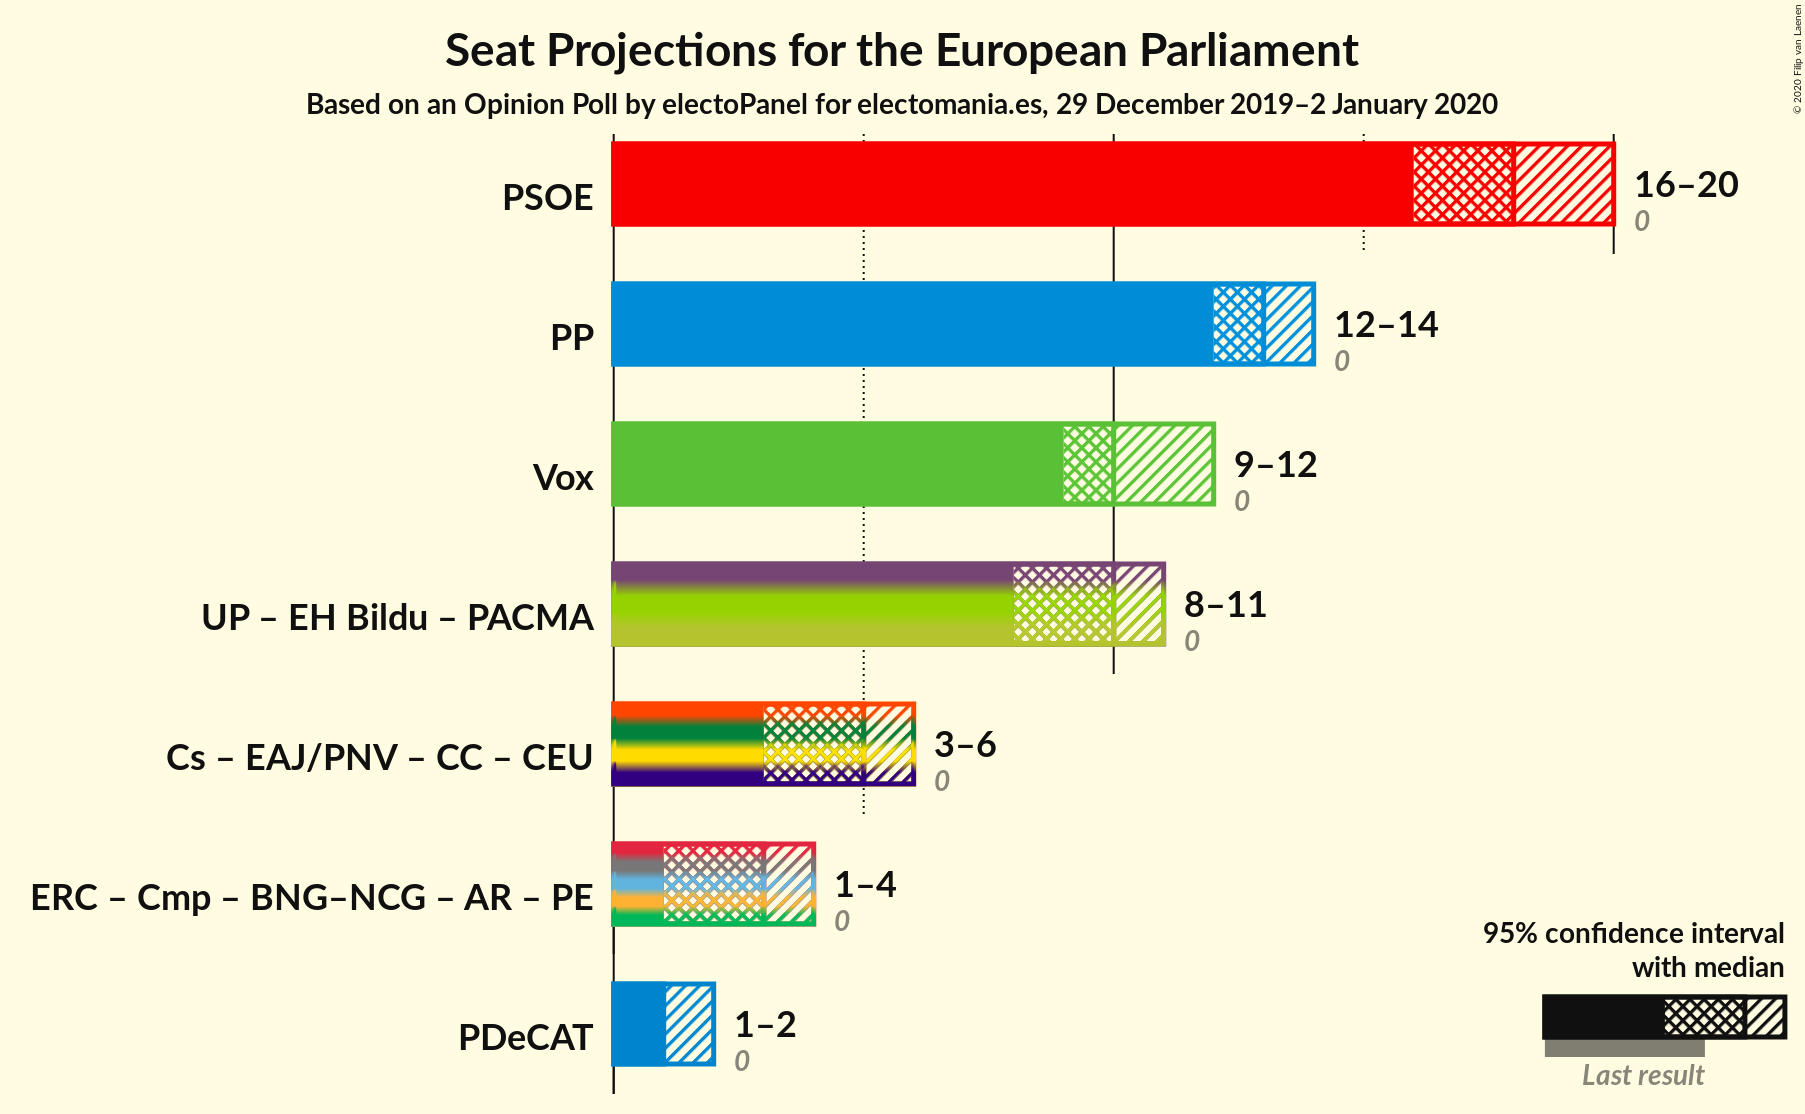 Seat Projections for the European Parliament
Based on an Opinion Poll by electoPanel for electomania.es, 29 December 2019–2 January 2020
© 2020 Filip van Laenen
PSOE
16–20
0
PP
12–14
0
Vox
9–12
0
UP – EH Bildu – PACMA
8–11
0
Cs – EAJ/PNV – CC – CEU
3–6
0
ERC – Cmp – BNG–NCG – AR – PE
1–4
0
PDeCAT
1–2
0
95% confidence interval
with median
Last result